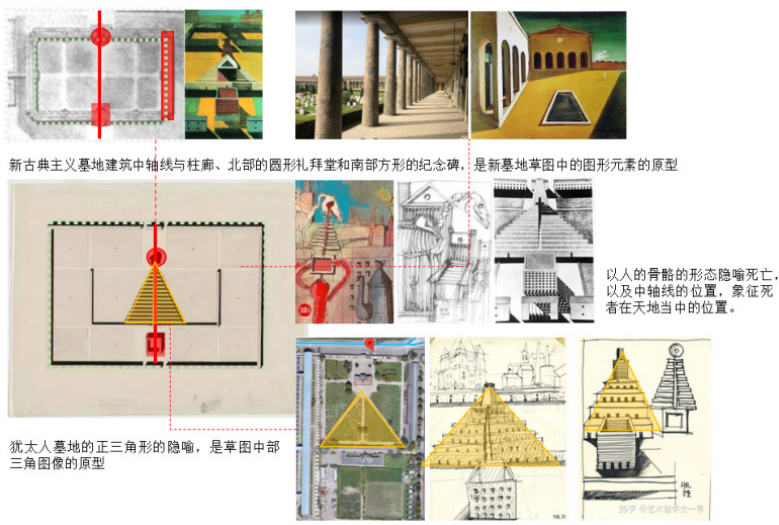 新古典主义墓地建筑中轴线与柱廊、北部的圆形礼拜堂和南部方形的纪念碑，是新墓地草图中的图形元素的原型
以人的骨骼的形态隐喻死亡，
以及中轴线的位置，象征死
者在天地当中的位置。
犹太人墓地的正三角形的隐喻，是草图中部
三角图像的原型
知乎 @艺术留学女一号